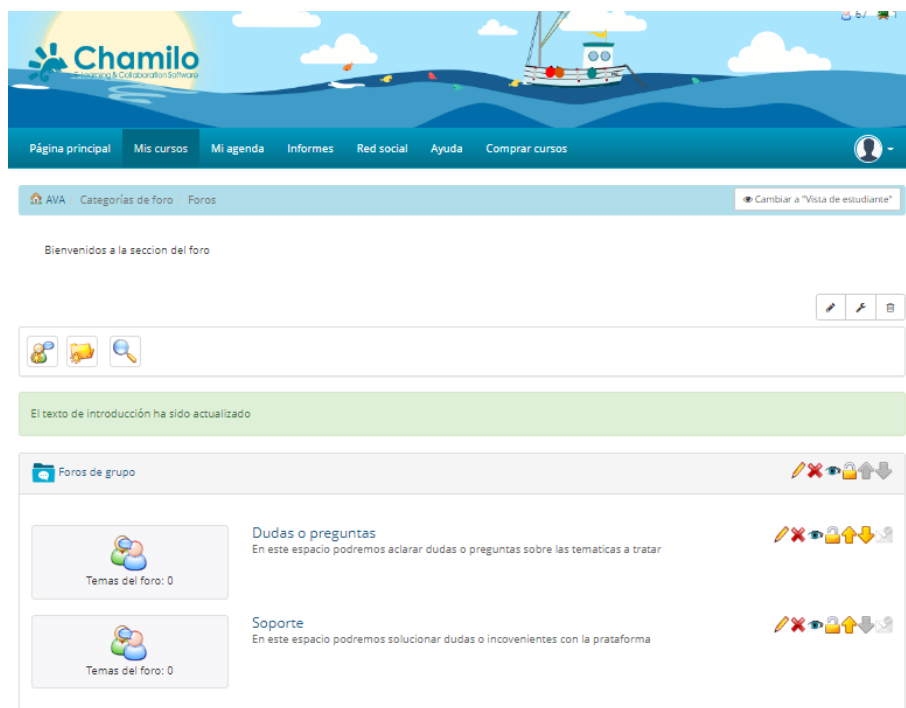 67 1
Chamilo
E-Learning & Collaboration Software
Página principal Mis cursos Mi agenda Informes Red social Ayuda Comprar cursos
AVA Categorías de foro Foros Cambiar a "Vista de estudiante"
Bienvenidos a la seccion del foro
El texto de introducción ha sido actualizado
Foros de grupo
Dudas o preguntas
En este espacio podremos aclarar dudas o preguntas sobre las tematicas a tratar
Temas del foro: 0
Soporte
En este espacio podremos solucionar dudas o incovenientes con la prataforma
Temas del foro: 0